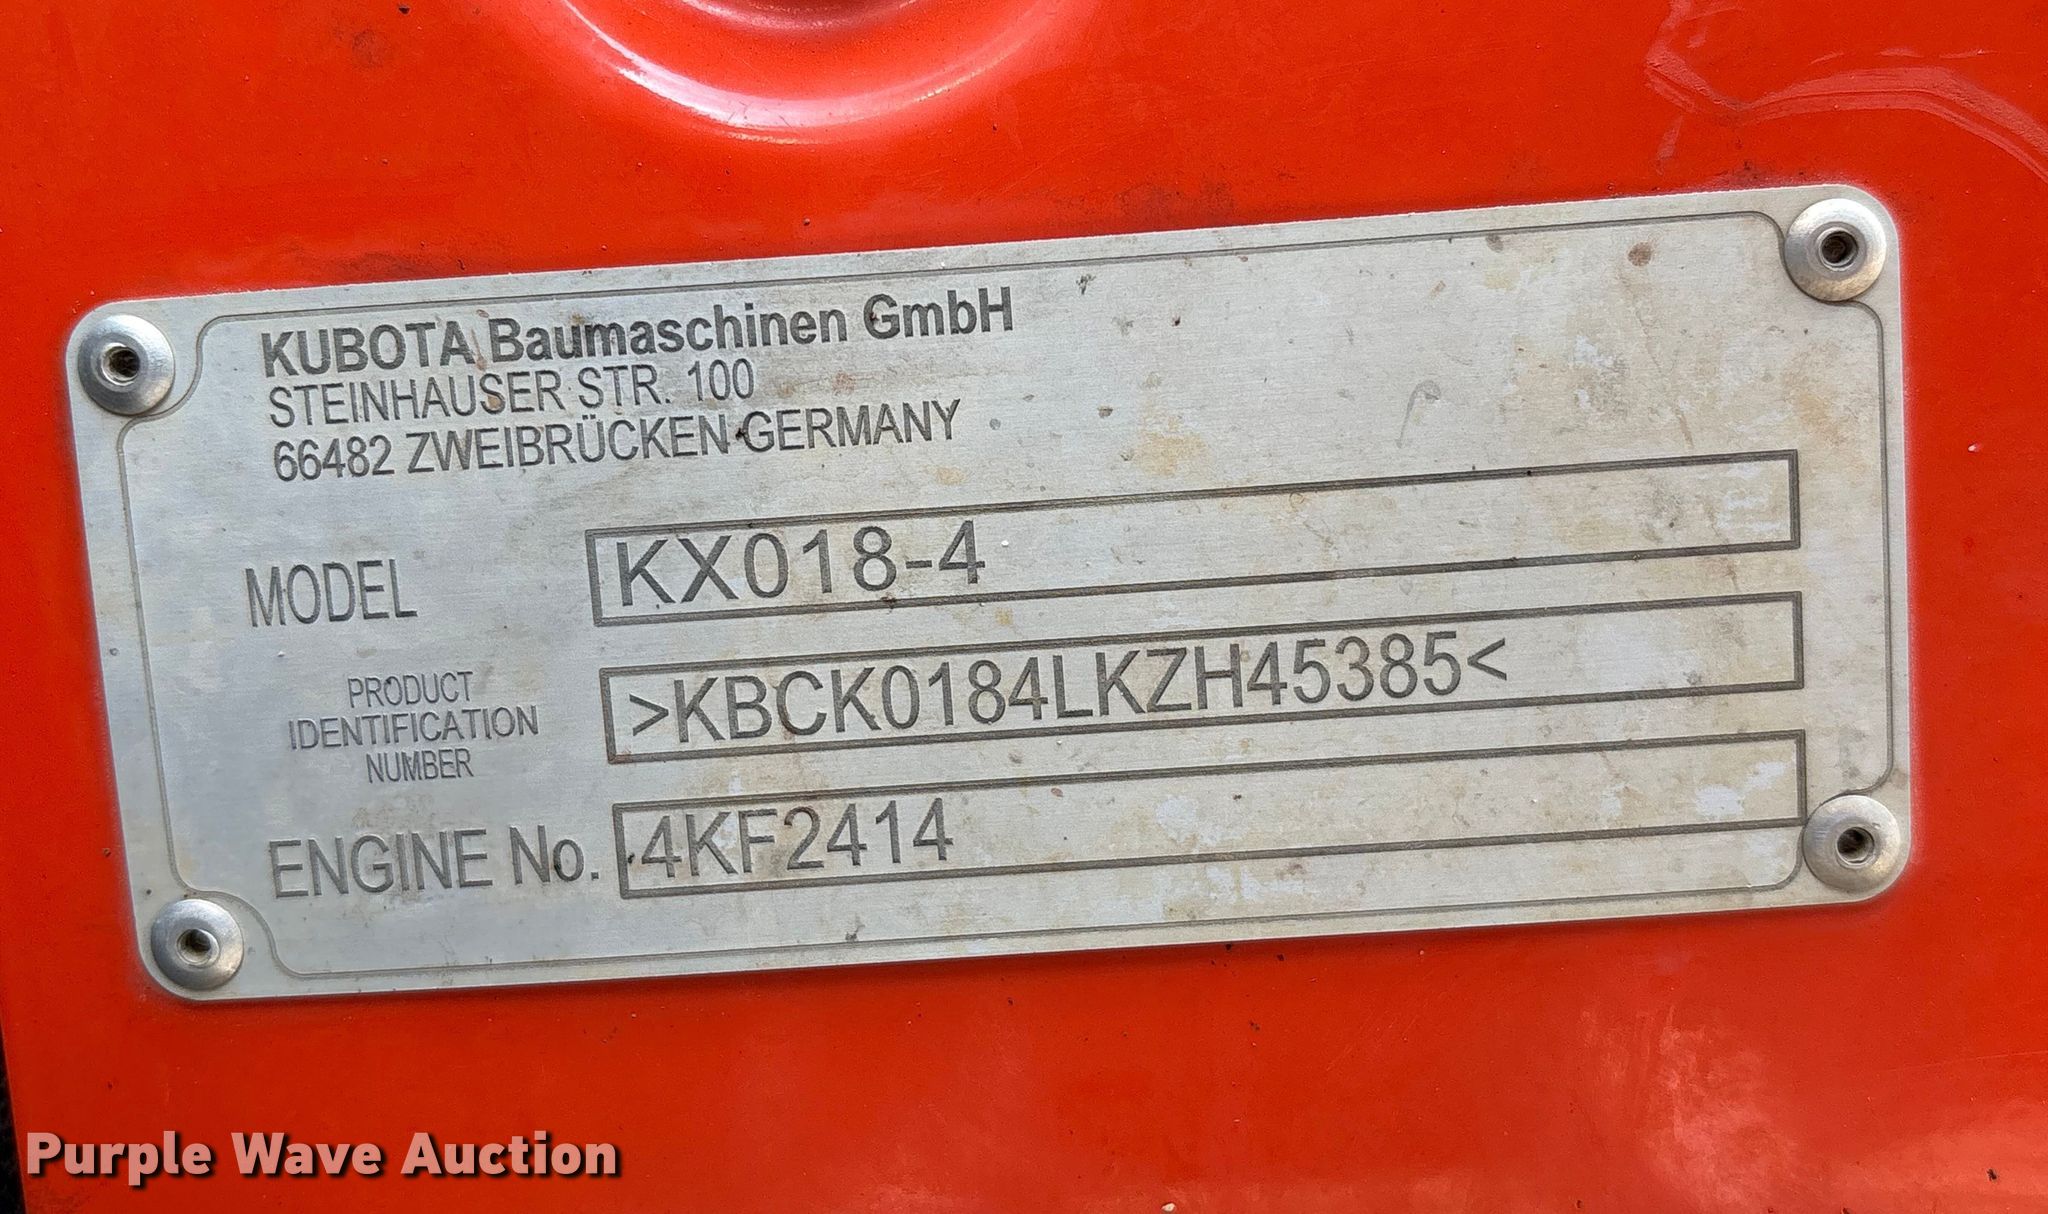 KUBOTA Baumaschinen GmbH
STEINHAUSER STR. 100
66482 ZWEIBRÜCKEN GERMANY
MODEL KX018-4
PRODUCT
IDENTIFICATION
NUMBER
>KBCK0184LKZH45385<
ENGINE No. 4KF2414
Purple Wave Auction